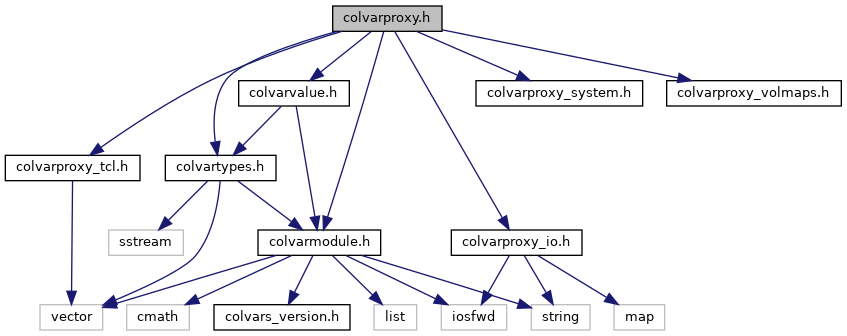 colvarproxy.h
colvarvalue.h
colvarproxy_system.h
colvarproxy_volmaps.h
colvarproxy_tcl.h
colvartypes.h
sstream
colvarmodule.h
colvarproxy_io.h
vector
cmath
colvars_version.h
list
iosfwd
string
map